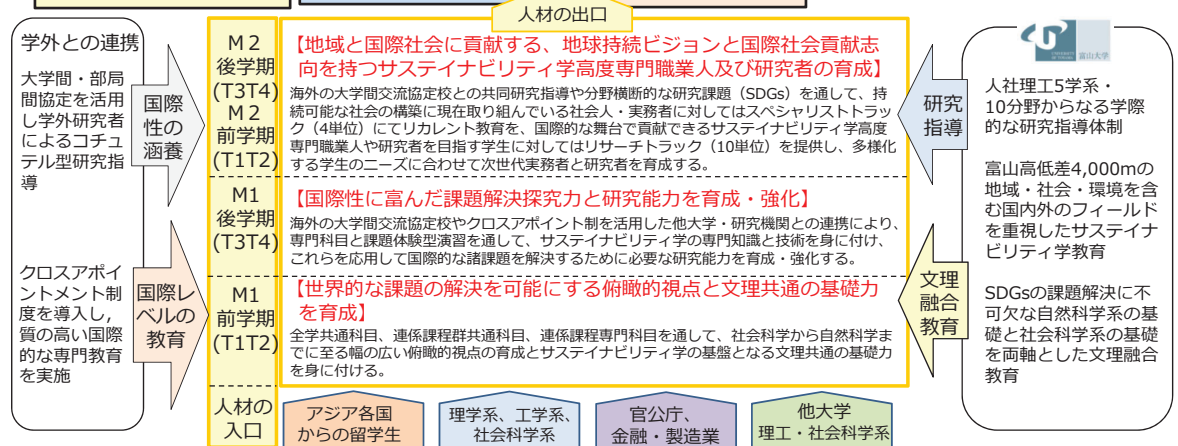 人材の出口
学外との連携
大学間・部局
間協定を活用
し学外研究者
によるコチュ
テル型研究指
導
クロスアポイ
ントメント制
度を導入し，
質の高い国際
的な専門教育
を実施
国際
性の
涵養
国際レ
ベルの
教育
M２
後学期
(T3T4)
M２
前学期
(T1T2)
【地域と国際社会に貢献する、地球持続ビジョンと国際社会貢献志
向を持つサステイナビリティ学高度専門職業人及び研究者の育成】
海外の大学間交流協定校との共同研究指導や分野横断的な研究課題（SDGs）を通して、持
続可能な社会の構築に現在取り組んでいる社会人・実務者に対してはスペシャリストトラッ
ク（4単位）にてリカレント教育を、国際的な舞台で貢献できるサステイナビリティ学高度
専門職業人や研究者を目指す学生に対してはリサーチトラック（10単位）を提供し、多様化
する学生のニーズに合わせて次世代実務者と研究者を育成する。
M1
後学期
(T3T4)
【国際性に富んだ課題解決探究力と研究能力を育成・強化】
海外の大学間交流協定校やクロスアポイント制を活用した他大学・研究機関との連携により、
専門科目と課題体験型演習を通して、サステイナビリティ学の専門知識と技術を身に付け、
これらを応用して国際的な諸課題を解決するために必要な研究能力を育成・強化する。
M1
前学期
(T1T2)
【世界的な課題の解決を可能にする俯瞰的視点と文理共通の基礎力
を育成】
全学共通科目、連係課程群共通科目、連係課程専門科目を通して、社会科学から自然科学ま
でに至る幅の広い俯瞰的視点の育成とサステイナビリティ学の基盤となる文理共通の基礎力
を身に付ける。
人材の
入口
アジア各国
からの留学生
理学系、工学系、
社会科学系
官公庁、
金融・製造業
他大学
理工・社会科学系
研究
指導
文理
融合
教育
富山大学
人社理工5学系・
10分野からなる学際
的な研究指導体制
富山高低差4,000mの
地域・社会・環境を含
む国内外のフィールド
を重視したサステイナ
ビリティ学教育
SDGsの課題解決に不
可欠な自然科学系の基
礎と社会科学系の基礎
を両軸とした文理融合
教育